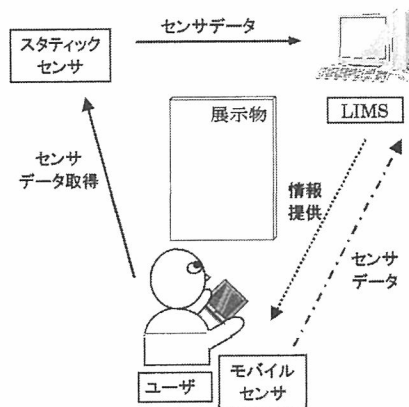 センサデータ
スタティック
センサ
LIMS
展示物
センサ
データ取得
情報
提供
センサ
データ
ユーザ
モバイル
センサ